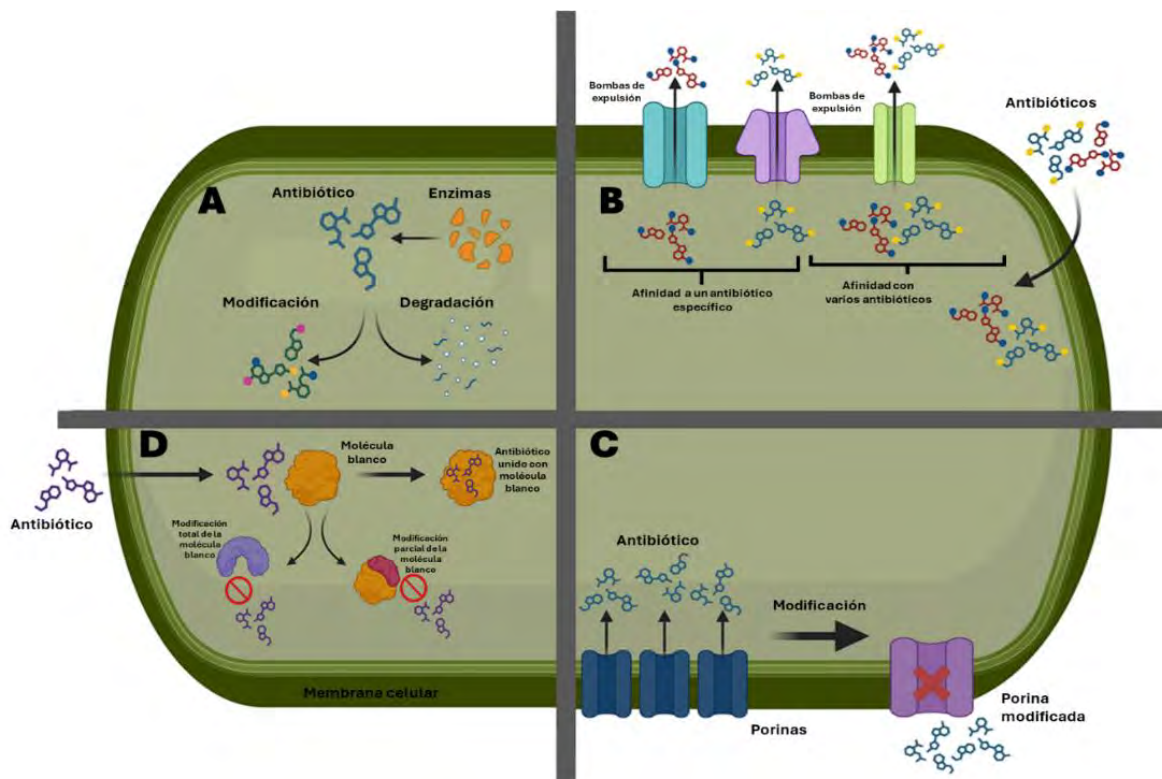 A
Antibiótico
Enzimas
Modificación
Degradación
Bombas de
expulsión
Bombas de
expulsión
Antibióticos
B
Afinidad a un antibiótico
específico
Afinidad con
varios antibióticos
D
Molécula
blanco
Antibiótico
unido con
molécula
blanco
Antibiótico
Modificación
total de la
molécula
blanco
Modificación
parcial de la
molécula
blanco
Membrana celular
C
Antibiótico
Modificación
Porinas
Porina
modificada